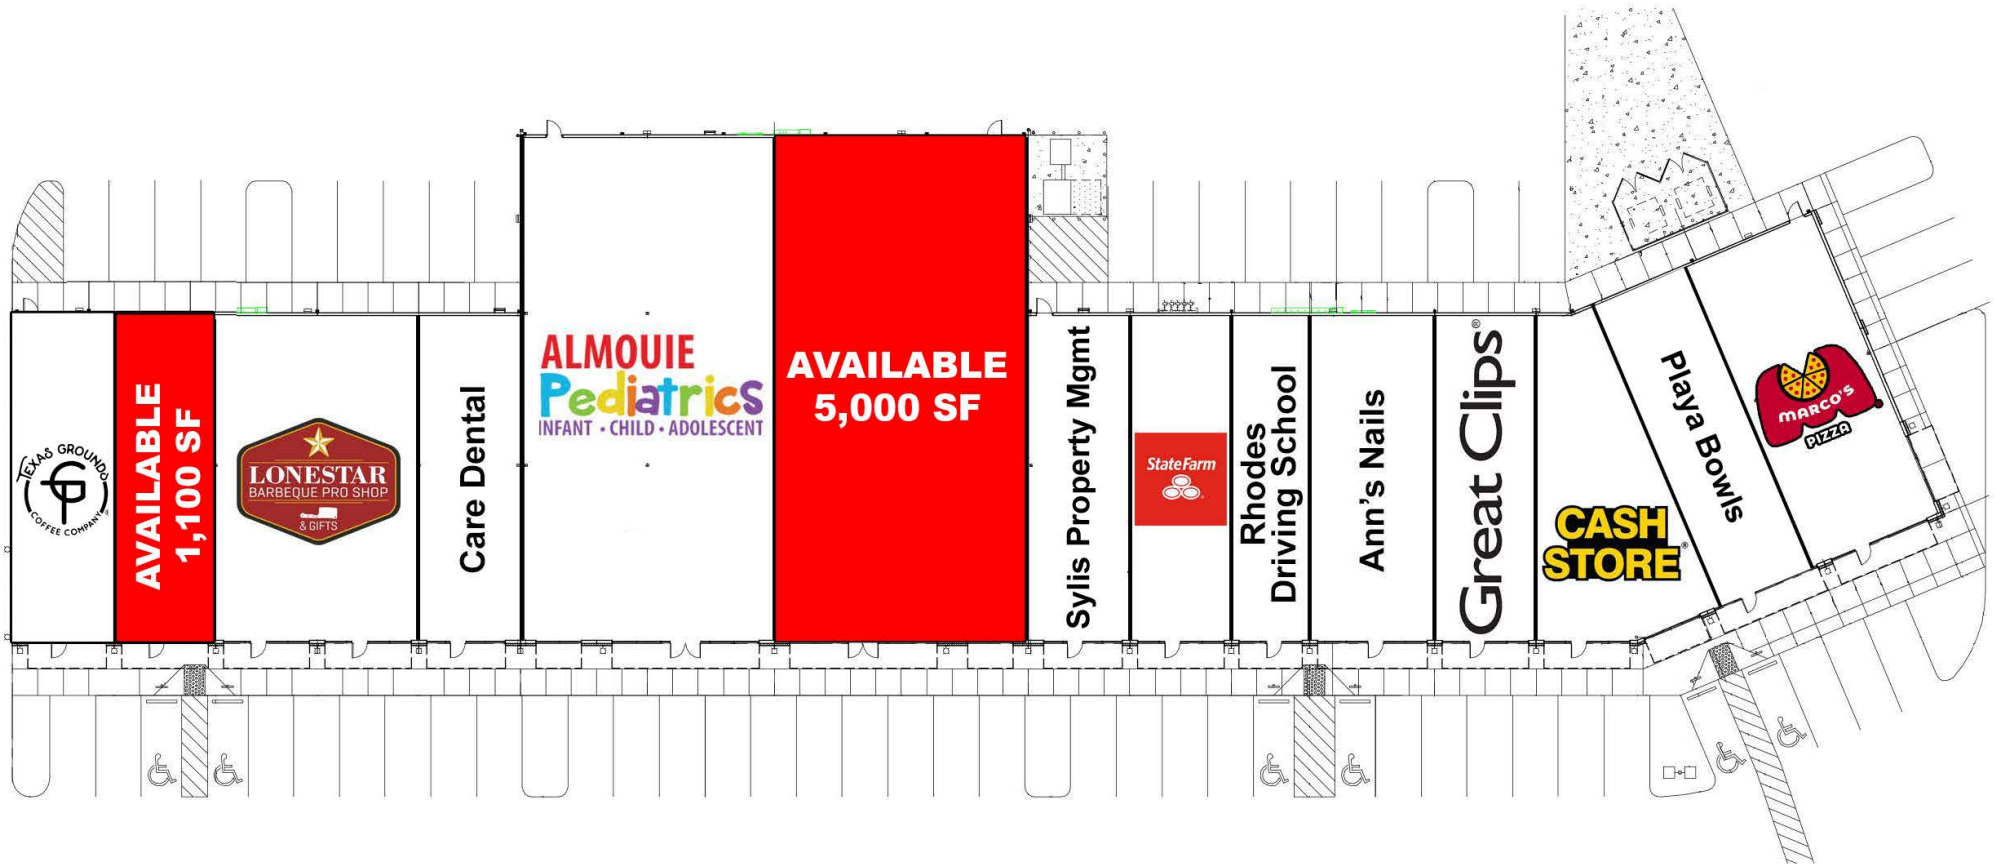 TEXAS GROUNDS
COFFEE COMPANY
AVAILABLE
1,100 SF
LONESTAR
BARBEQUE PRO SHOP
& GIFTS
Care Dental
ALMOUIE
Pediatrics
INFANT • CHILD • ADOLESCENT
AVAILABLE
5,000 SF
Sylis Property Mgmt
StateFarm
Rhodes
Driving School
Ann's Nails
Great Clips®
CASH
STORE®
Playa Bowls
MARCO'S
PIZZA